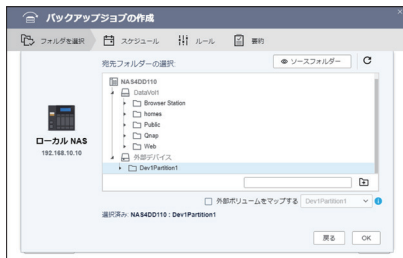 バックアップジョブの作成
フォルダを選択 スケジュール ルール 要約
宛先フォルダーの選択: ソースフォルダー
NAS4DD110
DataVol1
Browser Station
homes
Public
Qnap
Web
外部デバイス
Dev1Partition1
ローカル NAS
192.168.10.10
外部ボリュームをマップする Dev1Partition1
選択済み: NAS4DD110 : Dev1Partition1
戻る OK